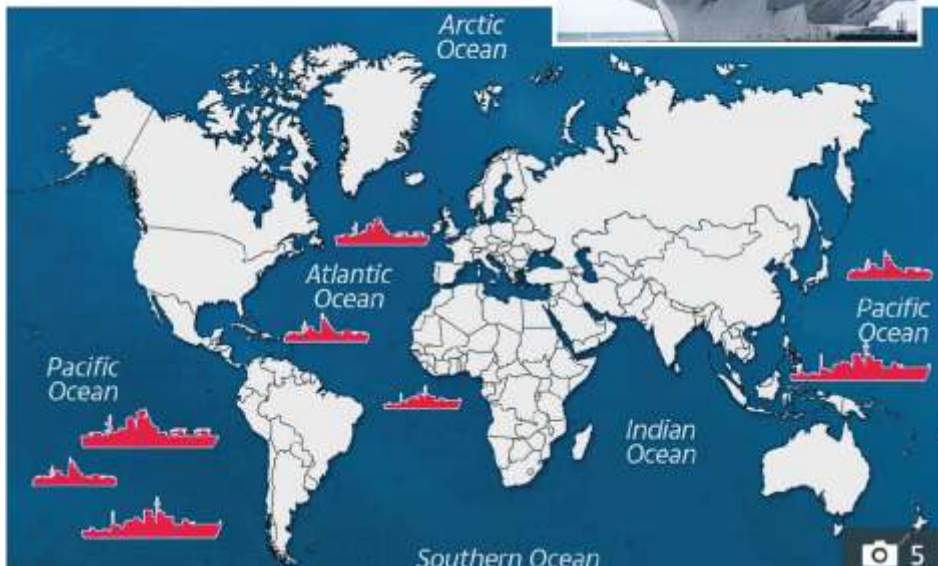 Arctic
Ocean
Atlantic
Ocean
Pacific
Ocean
Pacific
Ocean
Indian
Ocean
Southern Ocean
5